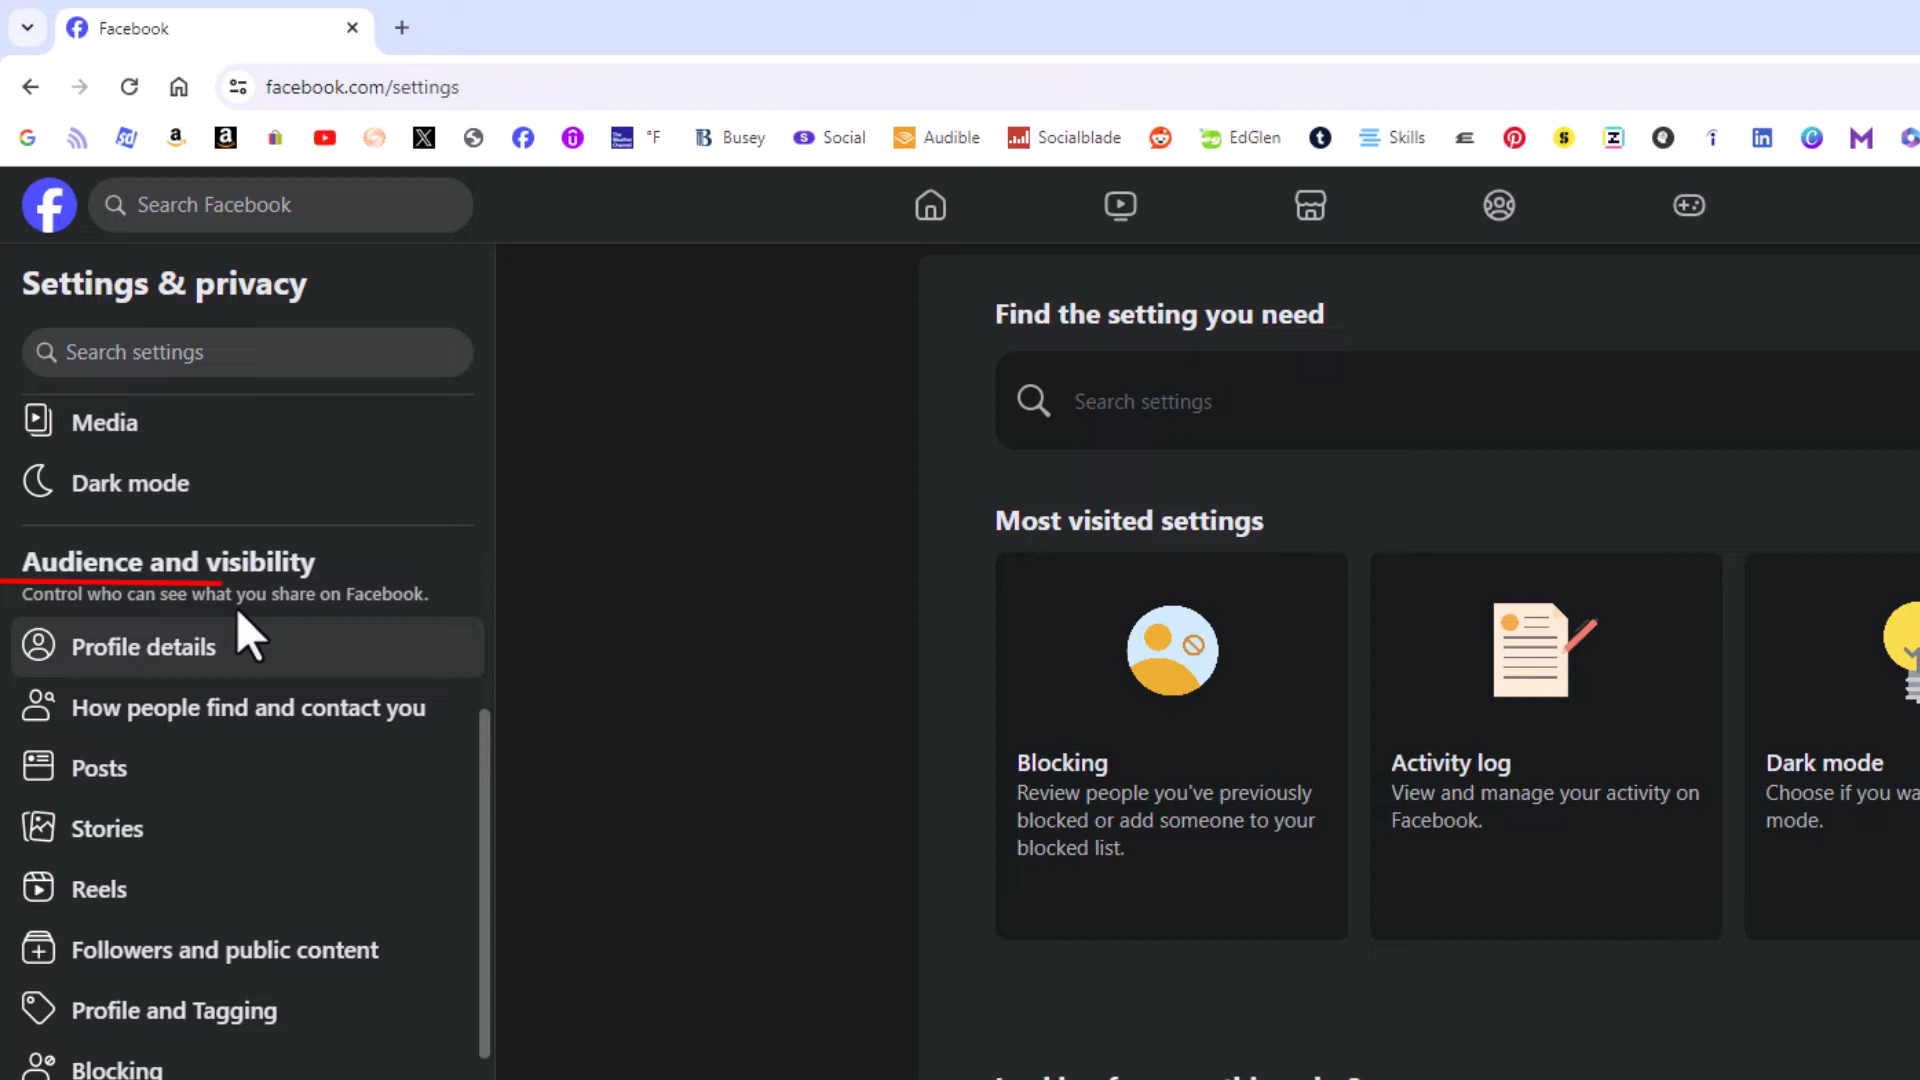 Facebook
facebook.com/settings
°F
Busey
Social
Audible
Socialblade
EdGlen
Skills
Search Facebook
Settings & privacy
Search settings
Media
Dark mode
Audience and visibility
Control who can see what you share on Facebook.
Profile details
How people find and contact you
Posts
Stories
Reels
Followers and public content
Profile and Tagging
Blocking
Find the setting you need
Search settings
Most visited settings
Blocking
Review people you've previously
blocked or add someone to your
blocked list.
Activity log
View and manage your activity on
Facebook.
Dark mode
Choose if you wa
mode.